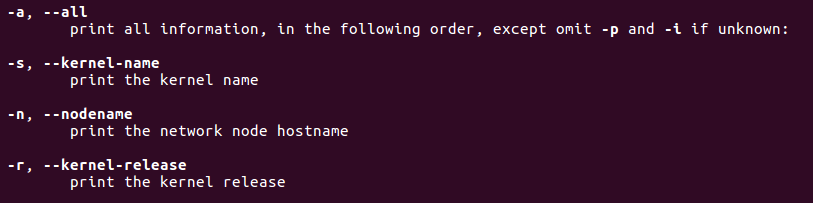 -a, --all
print all information, in the following order, except omit -p and -i if unknown:
-s, --kernel-name
print the kernel name
-n, --nodename
print the network node hostname
-r, --kernel-release
print the kernel release